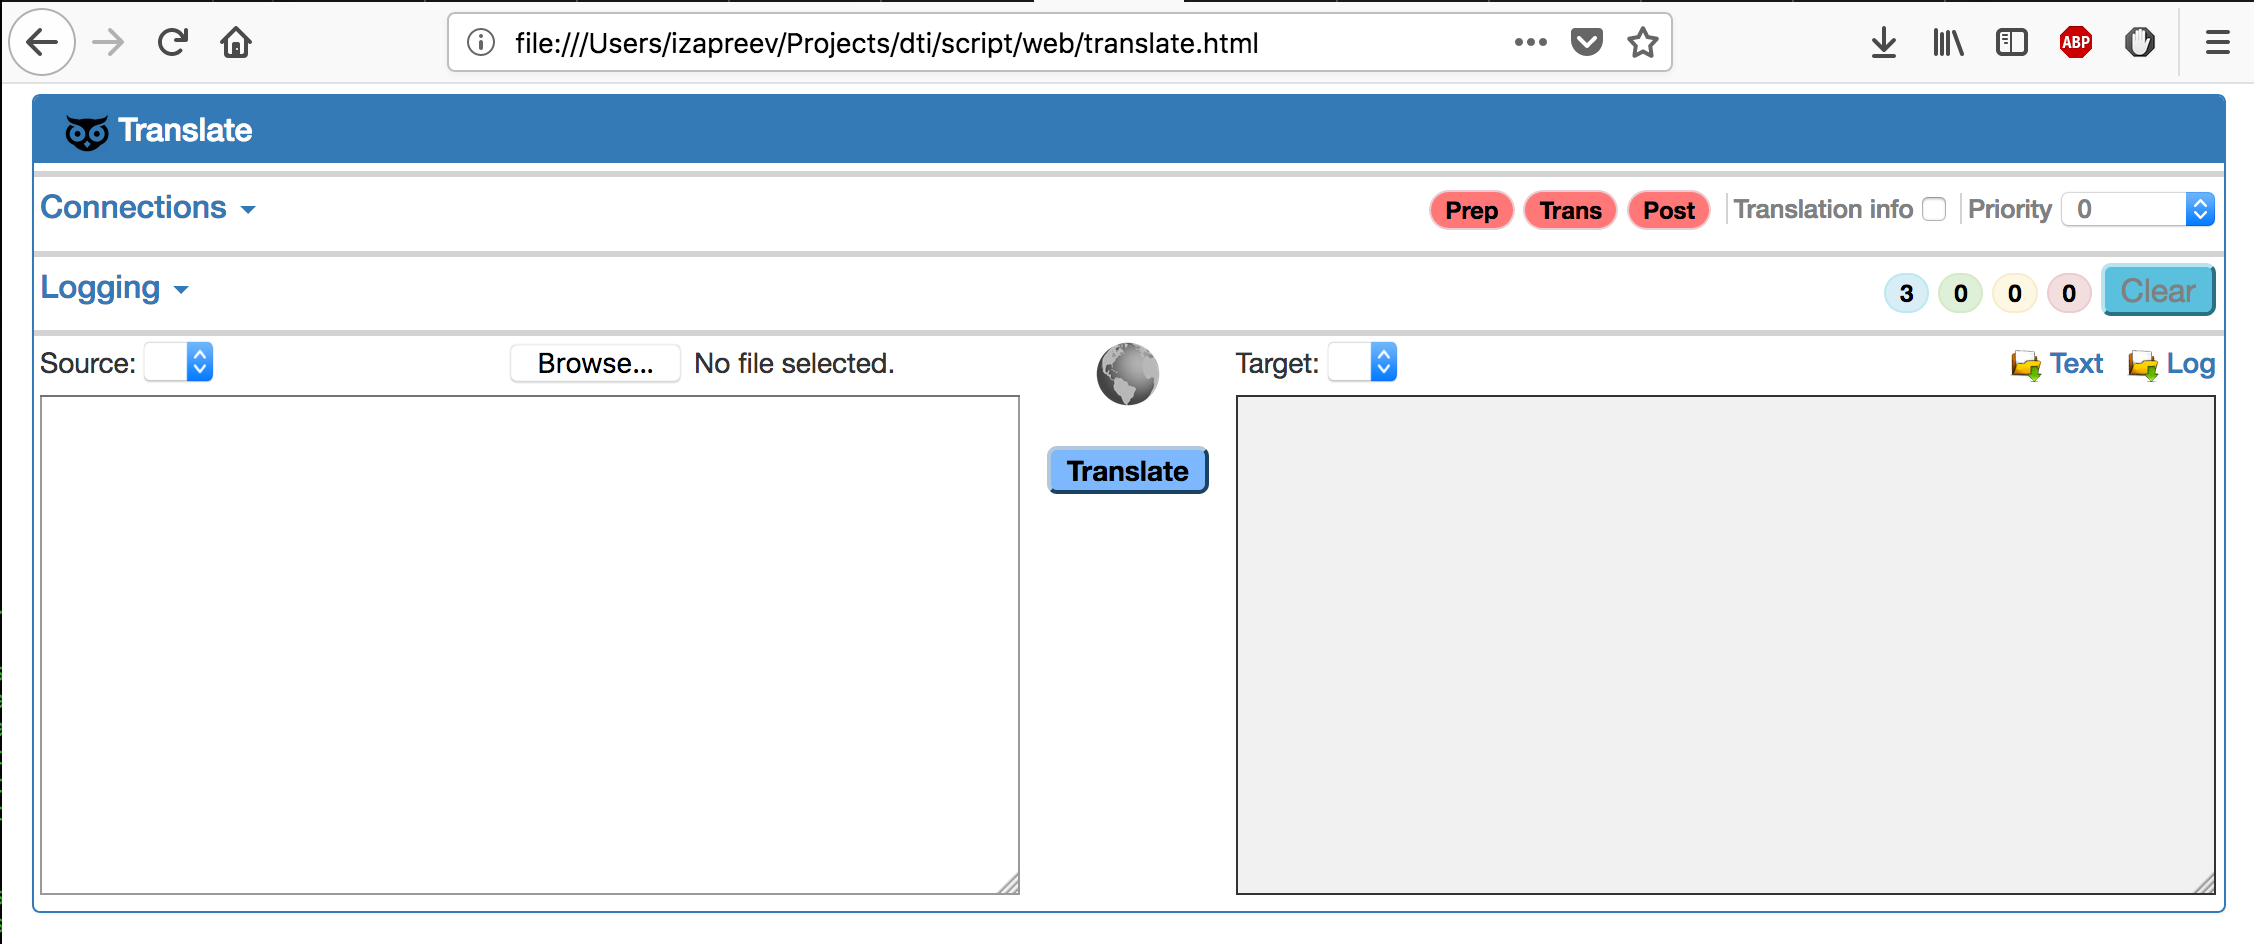 file:///Users/izapreev/Projects/dti/script/web/translate.html
ABP
Translate
Connections
Prep Trans Post Translation info Priority 0
Logging
3 0 0 0 Clear
Source: Browse... No file selected. Target: Text Log
Translate